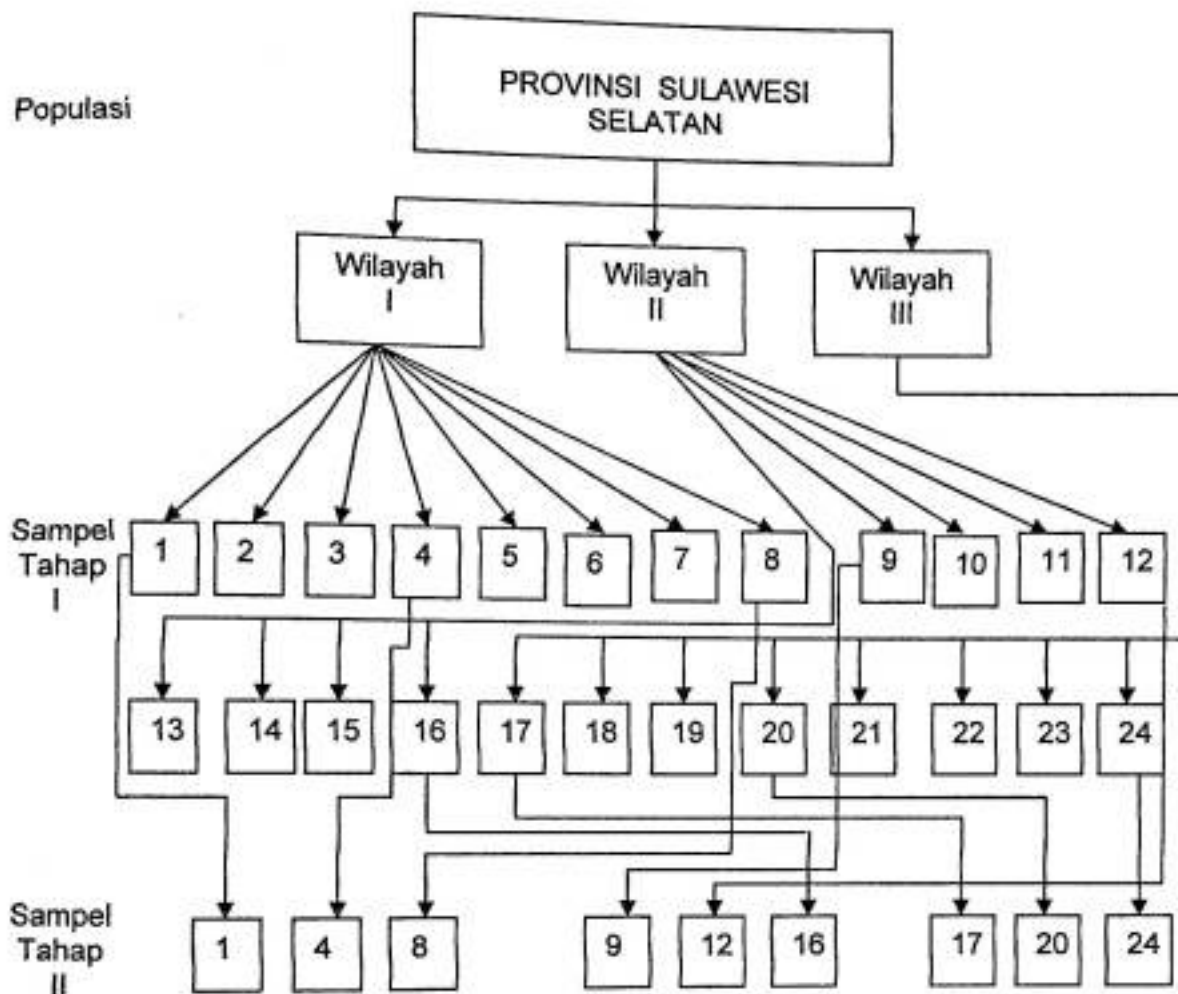 Populasi
PROVINSI SULAWESI
SELATAN
Wilayah
I
Wilayah
II
Wilayah
III
Sampel
Tahap
I
1 2 3 4 5 6 7 8 9 10 11 12
13 14 15 16 17 18 19 20 21 22 23 24
Sampel
Tahap
II
1 4 8 9 12 16 17 20 24